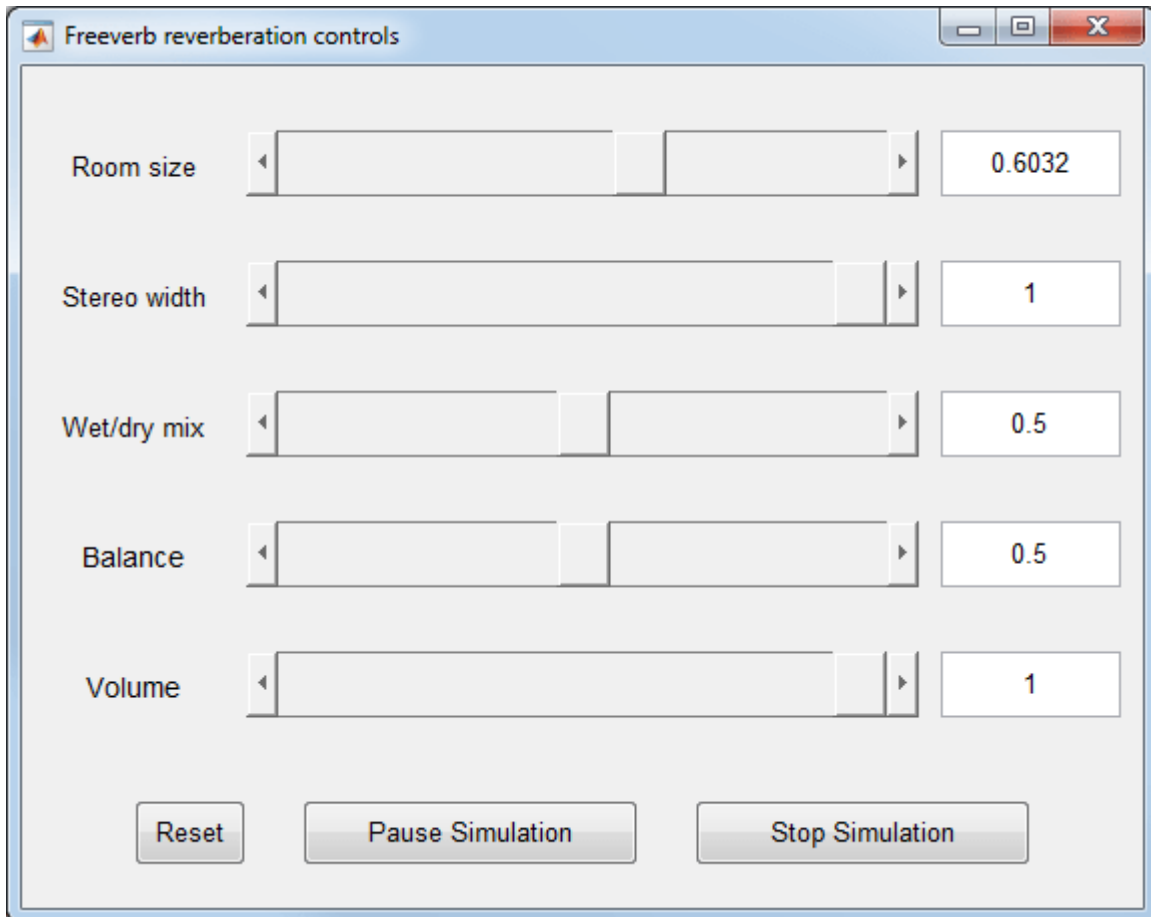 Freeverb reverberation controls
Room size 0.6032
Stereo width 1
Wet/dry mix 0.5
Balance 0.5
Volume 1
Reset Pause Simulation Stop Simulation